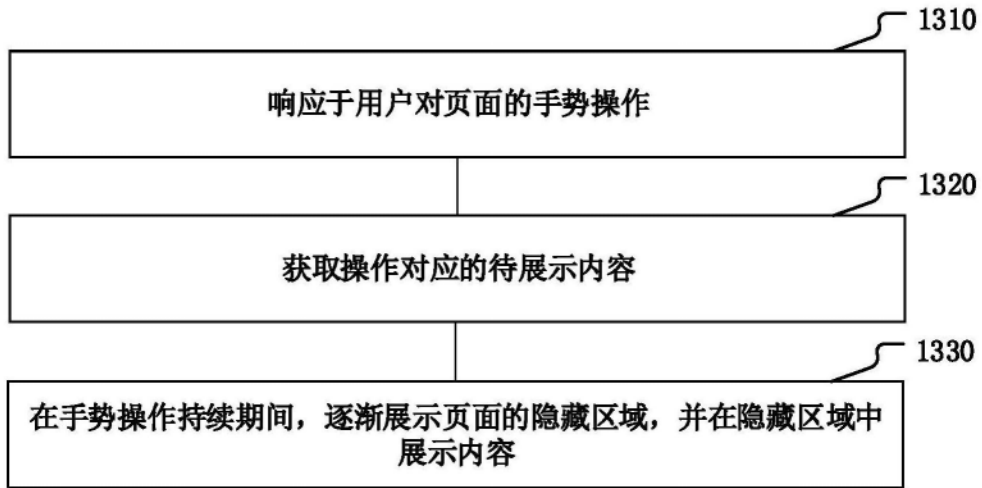 1310
响应于用户对页面的手势操作
1320
获取操作对应的待展示内容
1330
在手势操作持续期间，逐渐展示页面的隐藏区域，并在隐藏区域中
展示内容